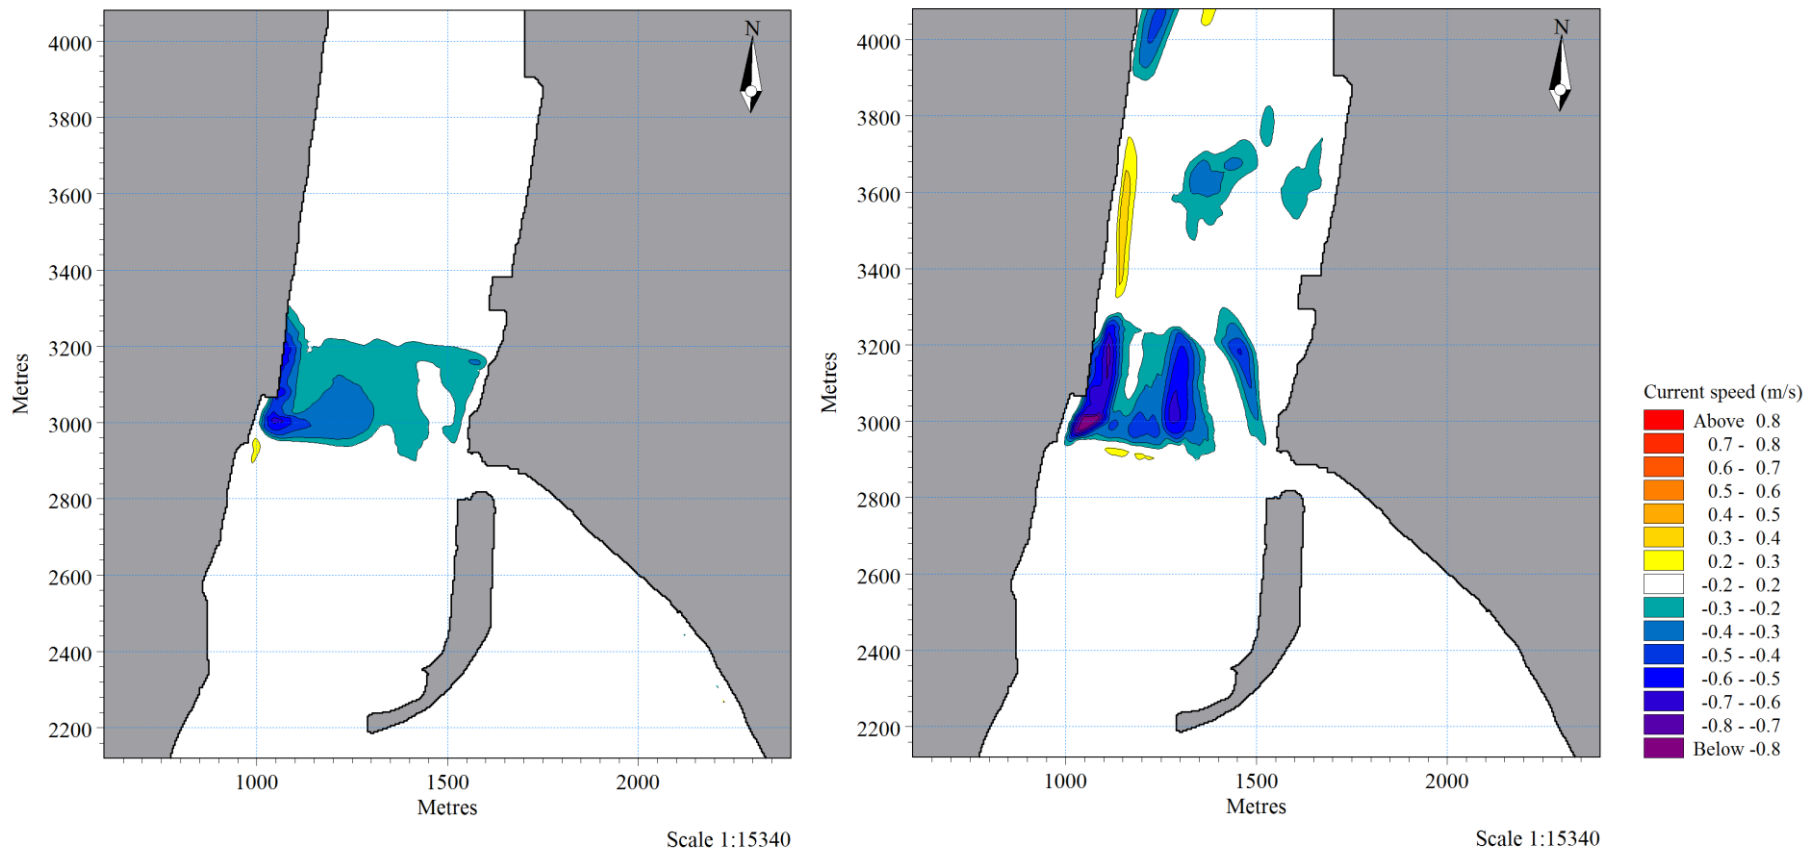 N
4000
3800
3600
3400
3200
3000
2800
2600
2400
2200
Metres
1000 1500 2000
Metres
Scale 1:15340
N
4000
3800
3600
3400
3200
3000
2800
2600
2400
2200
Metres
1000 1500 2000
Metres
Scale 1:15340
Current speed (m/s)
Above 0.8
0.7 - 0.8
0.6 - 0.7
0.5 - 0.6
0.4 - 0.5
0.3 - 0.4
0.2 - 0.3
-0.2 - 0.2
-0.3 - -0.2
-0.4 - -0.3
-0.5 - -0.4
-0.6 - -0.5
-0.7 - -0.6
-0.8 - -0.7
Below -0.8